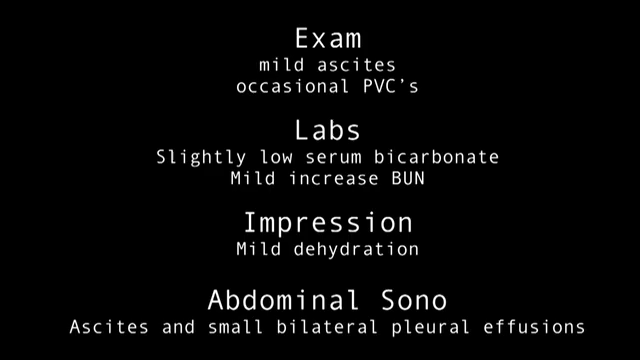 Exam
mild ascites
occasional PVC's
Labs
Slightly low serum bicarbonate
Mild increase BUN
Impression
Mild dehydration
Abdominal Sono
Ascites and small bilateral pleural effusions